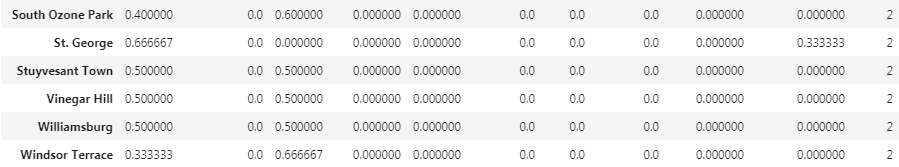 South Ozone Park 0.400000 0.0 0.600000 0.000000 0.000000 0.0 0.0 0.0 0.000000 0.000000 2
St. George 0.666667 0.0 0.000000 0.000000 0.000000 0.0 0.0 0.0 0.000000 0.333333 2
Stuyvesant Town 0.500000 0.0 0.500000 0.000000 0.000000 0.0 0.0 0.0 0.000000 0.000000 2
Vinegar Hill 0.500000 0.0 0.500000 0.000000 0.000000 0.0 0.0 0.0 0.000000 0.000000 2
Williamsburg 0.500000 0.0 0.500000 0.000000 0.000000 0.0 0.0 0.0 0.000000 0.000000 2
Windsor Terrace 0.333333 0.0 0.666667 0.000000 0.000000 0.0 0.0 0.0 0.000000 0.000000 2